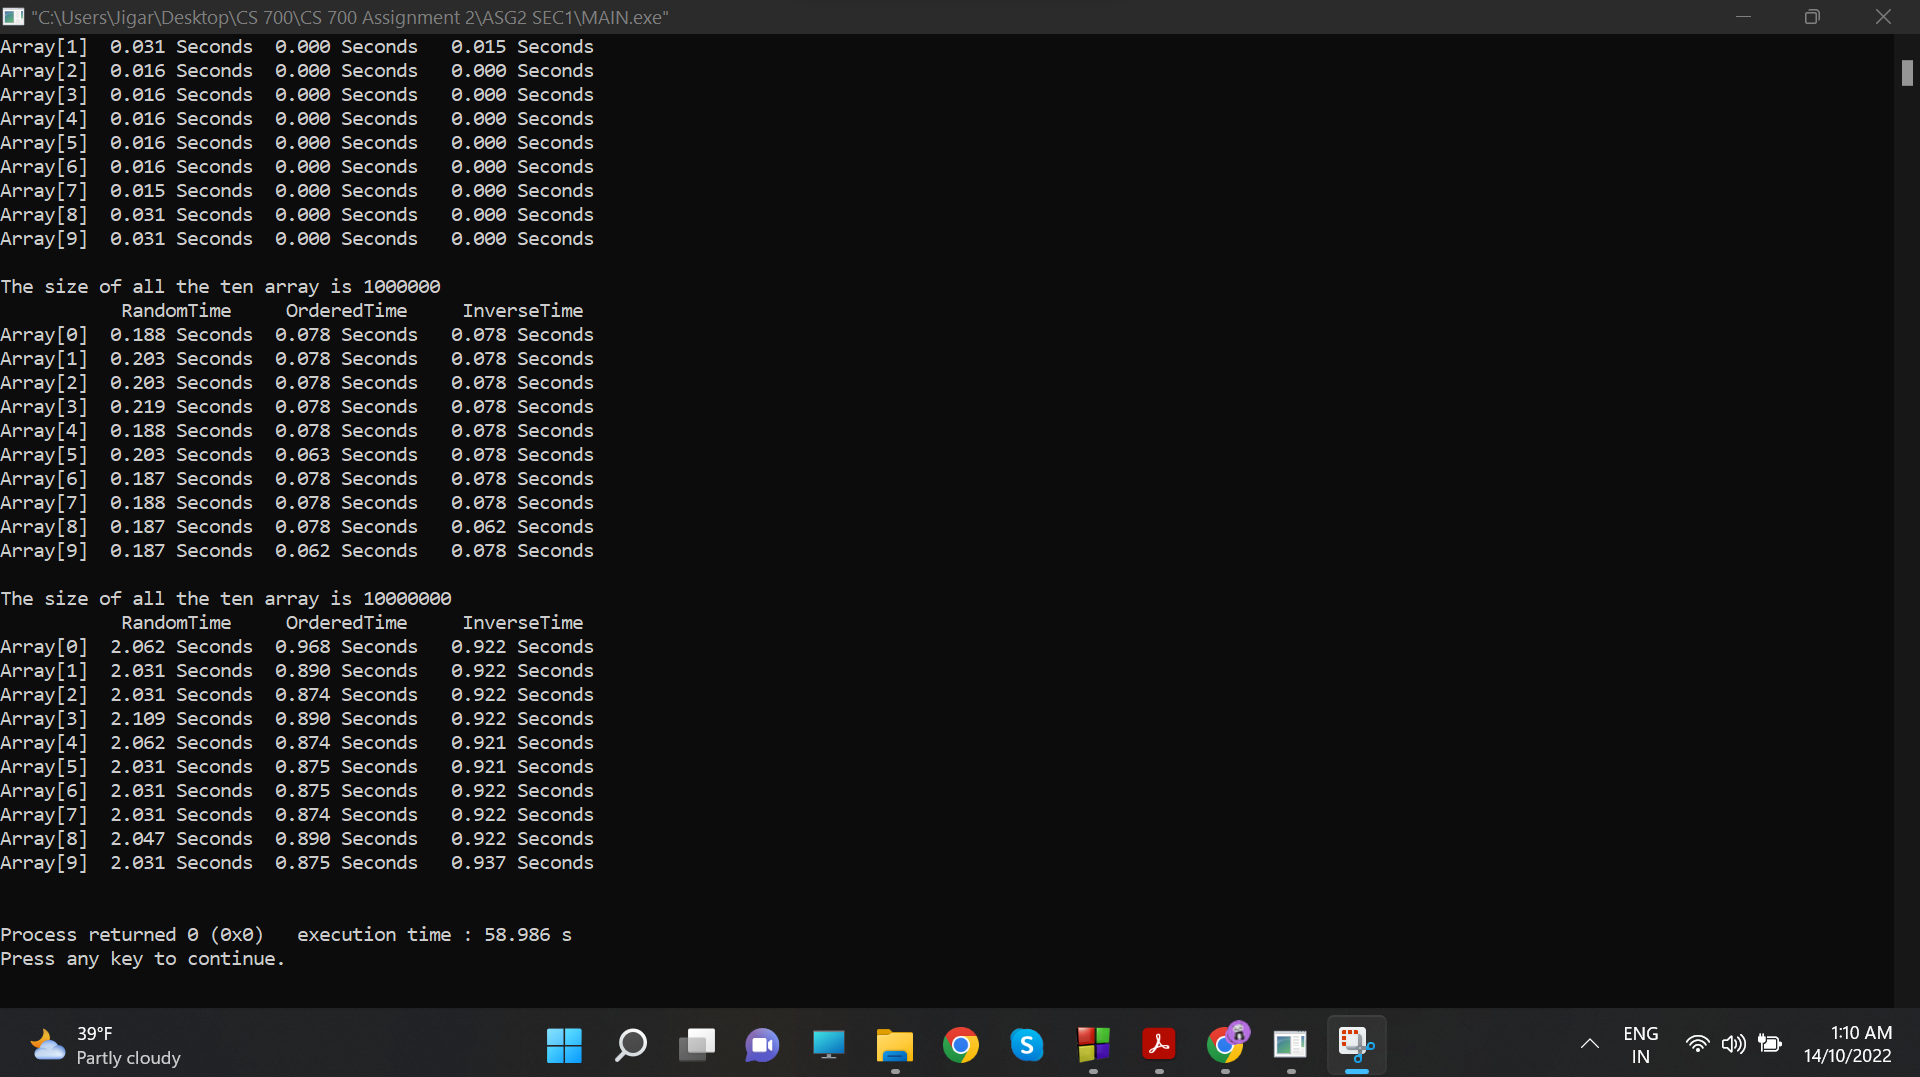 "C:\Users\Jigar\Desktop\CS 700\CS 700 Assignment 2\ASG2 SEC1\MAIN.exe"
Array[1]  0.031 Seconds  0.000 Seconds   0.015 Seconds
Array[2]  0.016 Seconds  0.000 Seconds   0.000 Seconds
Array[3]  0.016 Seconds  0.000 Seconds   0.000 Seconds
Array[4]  0.016 Seconds  0.000 Seconds   0.000 Seconds
Array[5]  0.016 Seconds  0.000 Seconds   0.000 Seconds
Array[6]  0.016 Seconds  0.000 Seconds   0.000 Seconds
Array[7]  0.015 Seconds  0.000 Seconds   0.000 Seconds
Array[8]  0.031 Seconds  0.000 Seconds   0.000 Seconds
Array[9]  0.031 Seconds  0.000 Seconds   0.000 Seconds
The size of all the ten array is 1000000
RandomTime     OrderedTime     InverseTime
Array[0]  0.188 Seconds  0.078 Seconds   0.078 Seconds
Array[1]  0.203 Seconds  0.078 Seconds   0.078 Seconds
Array[2]  0.203 Seconds  0.078 Seconds   0.078 Seconds
Array[3]  0.219 Seconds  0.078 Seconds   0.078 Seconds
Array[4]  0.188 Seconds  0.078 Seconds   0.078 Seconds
Array[5]  0.203 Seconds  0.063 Seconds   0.078 Seconds
Array[6]  0.187 Seconds  0.078 Seconds   0.078 Seconds
Array[7]  0.188 Seconds  0.078 Seconds   0.078 Seconds
Array[8]  0.187 Seconds  0.078 Seconds   0.062 Seconds
Array[9]  0.187 Seconds  0.062 Seconds   0.078 Seconds
The size of all the ten array is 10000000
RandomTime     OrderedTime     InverseTime
Array[0]  2.062 Seconds  0.968 Seconds   0.922 Seconds
Array[1]  2.031 Seconds  0.890 Seconds   0.922 Seconds
Array[2]  2.031 Seconds  0.874 Seconds   0.922 Seconds
Array[3]  2.109 Seconds  0.890 Seconds   0.922 Seconds
Array[4]  2.062 Seconds  0.874 Seconds   0.921 Seconds
Array[5]  2.031 Seconds  0.875 Seconds   0.921 Seconds
Array[6]  2.031 Seconds  0.875 Seconds   0.922 Seconds
Array[7]  2.031 Seconds  0.874 Seconds   0.922 Seconds
Array[8]  2.047 Seconds  0.890 Seconds   0.922 Seconds
Array[9]  2.031 Seconds  0.875 Seconds   0.937 Seconds
Process returned 0 (0x0)   execution time : 58.986 s
Press any key to continue.
39°F
Partly cloudy
S
ENG
IN
1:10 AM
14/10/2022